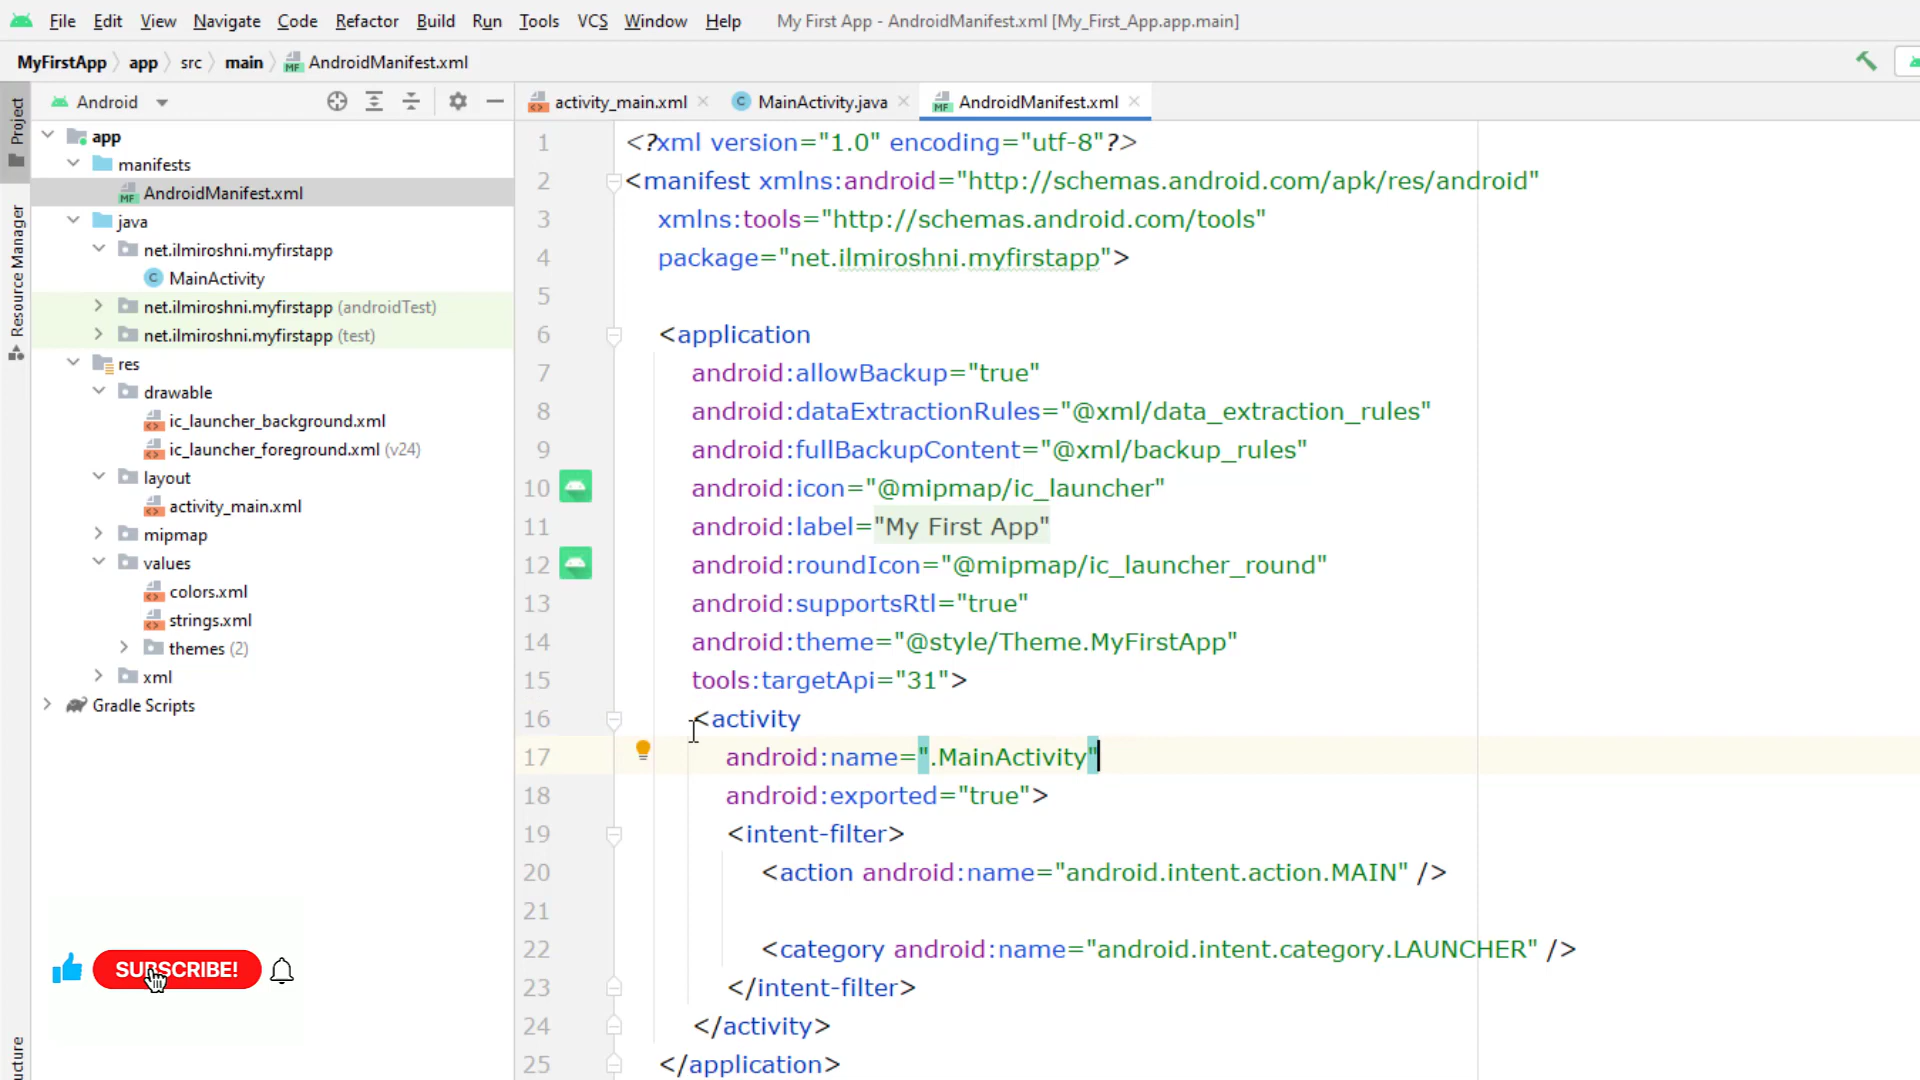 File Edit View Navigate Code Refactor Build Run Tools VCS Window Help My First App - AndroidManifest.xml [My_First_App.app.main]
MyFirstApp app src main AndroidManifest.xml
Project
Resource Manager
ucture
Android
app
manifests
AndroidManifest.xml
java
net.ilmiroshni.myfirstapp
MainActivity
net.ilmiroshni.myfirstapp (androidTest)
net.ilmiroshni.myfirstapp (test)
res
drawable
ic_launcher_background.xml
ic_launcher_foreground.xml (v24)
layout
activity_main.xml
mipmap
values
colors.xml
strings.xml
themes (2)
xml
Gradle Scripts
SUBSCRIBE!
activity_main.xml MainActivity.java AndroidManifest.xml
1 <?xml version="1.0" encoding="utf-8"?>
2 <manifest xmlns:android="http://schemas.android.com/apk/res/android"
3 xmlns:tools="http://schemas.android.com/tools"
4 package="net.ilmiroshni.myfirstapp">
5
6 <application
7 android:allowBackup="true"
8 android:dataExtractionRules="@xml/data_extraction_rules"
9 android:fullBackupContent="@xml/backup_rules"
10 android:icon="@mipmap/ic_launcher"
11 android:label="My First App"
12 android:roundIcon="@mipmap/ic_launcher_round"
13 android:supportsRtl="true"
14 android:theme="@style/Theme.MyFirstApp"
15 tools:targetApi="31">
16 <activity
17 android:name=".MainActivity"
18 android:exported="true">
19 <intent-filter>
20 <action android:name="android.intent.action.MAIN" />
21
22 <category android:name="android.intent.category.LAUNCHER" />
23 </intent-filter>
24 </activity>
25 </application>